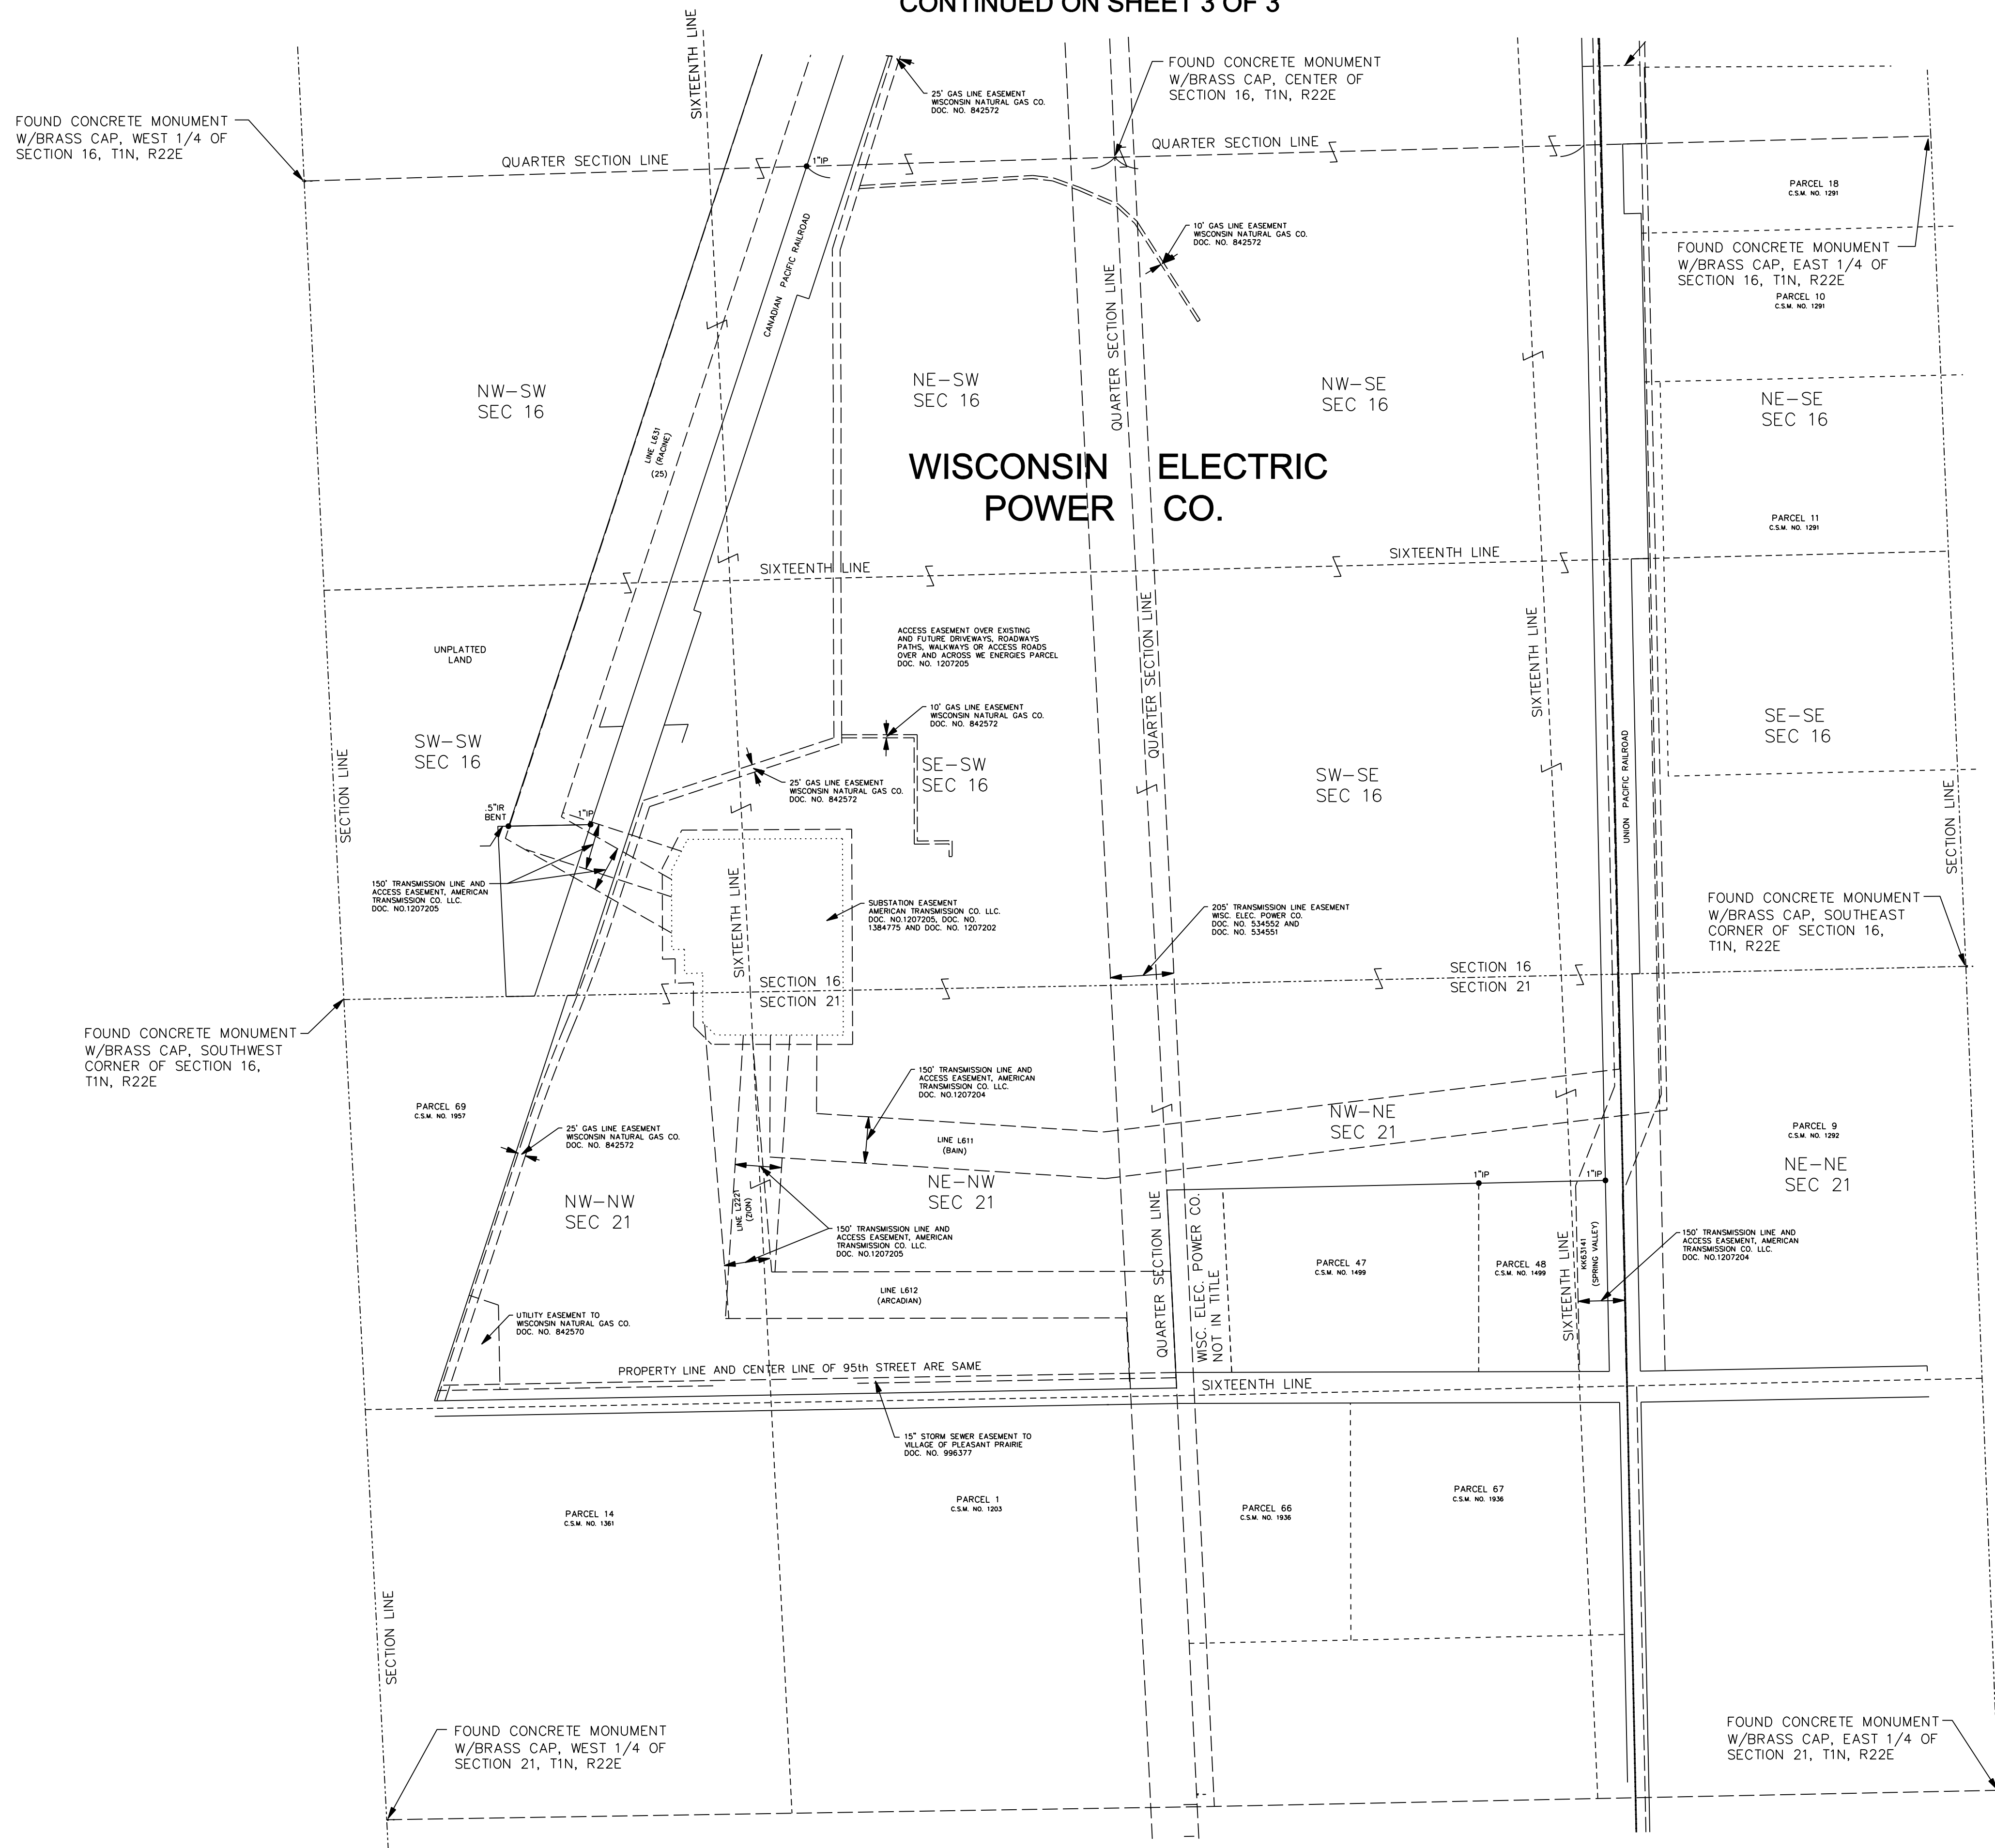 CONTINUED ON SHEET 3 OF 3
SIXTEENTH LINE
FOUND CONCRETE MONUMENT
W/BRASS CAP, CENTER OF
SECTION 16, T1N, R22E
25' GAS LINE EASEMENT
WISCONSIN NATURAL GAS CO.
DOC. NO. 842572
FOUND CONCRETE MONUMENT
W/BRASS CAP, WEST 1/4 OF
SECTION 16, T1N, R22E
QUARTER SECTION LINE
1"IP
QUARTER SECTION LINE
PARCEL 18
C.S.M. NO. 1291
CANADIAN PACIFIC RAILROAD
10' GAS LINE EASEMENT
WISCONSIN NATURAL GAS CO.
DOC. NO. 842572
FOUND CONCRETE MONUMENT
W/BRASS CAP, EAST 1/4 OF
SECTION 16, T1N, R22E
PARCEL 10
C.S.M. NO. 1291
QUARTER SECTION LINE
NW-SW
SEC 16
NE-SW
SEC 16
NW-SE
SEC 16
NE-SE
SEC 16
LINE L631
(RACINE)
(25)
WISCONSIN ELECTRIC
POWER CO.
PARCEL 11
C.S.M. NO. 1291
SIXTEENTH LINE
SIXTEENTH LINE
UNPLATTED
LAND
ACCESS EASEMENT OVER EXISTING
AND FUTURE DRIVEWAYS, ROADWAYS
PATHS, WALKWAYS OR ACCESS ROADS
OVER AND ACROSS WE ENERGIES PARCEL
DOC. NO. 1207205
QUARTER SECTION LINE
SIXTEENTH LINE
10' GAS LINE EASEMENT
WISCONSIN NATURAL GAS CO.
DOC. NO. 842572
SW-SW
SEC 16
SE-SW
SEC 16
SW-SE
SEC 16
SE-SE
SEC 16
UNION PACIFIC RAILROAD
SECTION LINE
SECTION LINE
25' GAS LINE EASEMENT
WISCONSIN NATURAL GAS CO.
DOC. NO. 842572
.5"IR
BENT
1"IP
150' TRANSMISSION LINE AND
ACCESS EASEMENT, AMERICAN
TRANSMISSION CO. LLC.
DOC. NO.1207205
SIXTEENTH LINE
SUBSTATION EASEMENT
AMERICAN TRANSMISSION CO. LLC.
DOC. NO.1207205, DOC. NO.
1384775 AND DOC. NO. 1207202
205' TRANSMISSION LINE EASEMENT
WISC. ELEC. POWER CO.
DOC. NO. 534552 AND
DOC. NO. 534551
FOUND CONCRETE MONUMENT
W/BRASS CAP, SOUTHEAST
CORNER OF SECTION 16,
T1N, R22E
SECTION 16
SECTION 21
SECTION 16
SECTION 21
FOUND CONCRETE MONUMENT
W/BRASS CAP, SOUTHWEST
CORNER OF SECTION 16,
T1N, R22E
150' TRANSMISSION LINE AND
ACCESS EASEMENT, AMERICAN
TRANSMISSION CO. LLC.
DOC. NO.1207204
PARCEL 69
C.S.M. NO. 1957
NW-NE
SEC 21
PARCEL 9
C.S.M. NO. 1292
25' GAS LINE EASEMENT
WISCONSIN NATURAL GAS CO.
DOC. NO. 842572
LINE L611
(BAIN)
NE-NE
SEC 21
NW-NW
SEC 21
LINE L2221
(ZION)
NE-NW
SEC 21
1"IP
1"IP
150' TRANSMISSION LINE AND
ACCESS EASEMENT, AMERICAN
TRANSMISSION CO. LLC.
DOC. NO.1207205
QUARTER SECTION LINE
WISC. ELEC. POWER CO.
NOT IN TITLE
PARCEL 47
C.S.M. NO. 1499
PARCEL 48
C.S.M. NO. 1499
SIXTEENTH LINE
KK63141
(SPRING VALLEY)
150' TRANSMISSION LINE AND
ACCESS EASEMENT, AMERICAN
TRANSMISSION CO. LLC.
DOC. NO.1207204
LINE L612
(ARCADIAN)
UTILITY EASEMENT TO
WISCONSIN NATURAL GAS CO.
DOC. NO. 842570
PROPERTY LINE AND CENTER LINE OF 95th STREET ARE SAME
SIXTEENTH LINE
15" STORM SEWER EASEMENT TO
VILLAGE OF PLEASANT PRAIRIE
DOC. NO. 996377
PARCEL 14
C.S.M. NO. 1361
PARCEL 1
C.S.M. NO. 1203
PARCEL 66
C.S.M. NO. 1936
PARCEL 67
C.S.M. NO. 1936
SECTION LINE
FOUND CONCRETE MONUMENT
W/BRASS CAP, WEST 1/4 OF
SECTION 21, T1N, R22E
FOUND CONCRETE MONUMENT
W/BRASS CAP, EAST 1/4 OF
SECTION 21, T1N, R22E